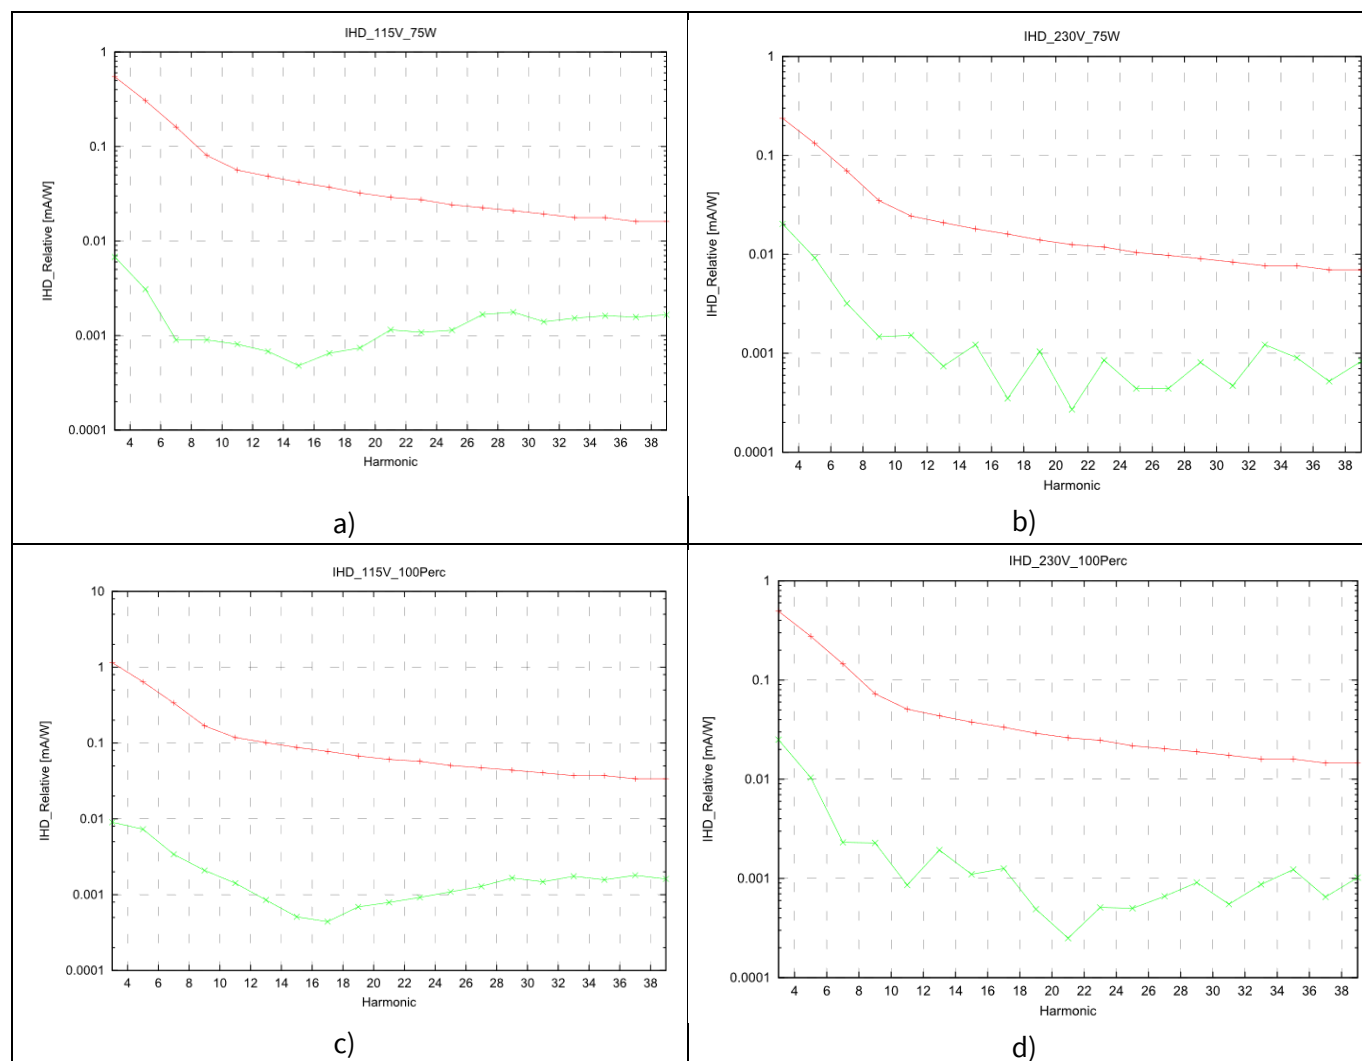 IHD_115V_75W
1
0.1
0.01
0.001
0.0001
IHD_Relative [mA/W]
4 6 8 10 12 14 16 18 20 22 24 26 28 30 32 34 36 38
Harmonic
a)
IHD_230V_75W
1
0.1
0.01
0.001
0.0001
IHD_Relative [mA/W]
4 6 8 10 12 14 16 18 20 22 24 26 28 30 32 34 36 38
Harmonic
b)
IHD_115V_100Perc
10
1
0.1
0.01
0.001
0.0001
IHD_Relative [mA/W]
4 6 8 10 12 14 16 18 20 22 24 26 28 30 32 34 36 38
Harmonic
c)
IHD_230V_100Perc
1
0.1
0.01
0.001
0.0001
IHD_Relative [mA/W]
4 6 8 10 12 14 16 18 20 22 24 26 28 30 32 34 36 38
Harmonic
d)